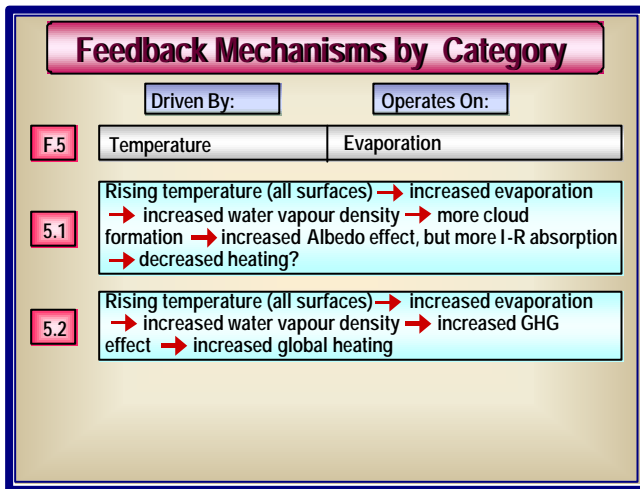 Feedback Mechanisms by Category
Driven By: Operates On:
F.5 Temperature Evaporation
Rising temperature (all surfaces) → increased evaporation
→ increased water vapour density → more cloud
5.1
formation → increased Albedo effect, but more I-R absorption
→ decreased heating?
Rising temperature (all surfaces) → increased evaporation
5.2
→ increased water vapour density → increased GHG
effect → increased global heating